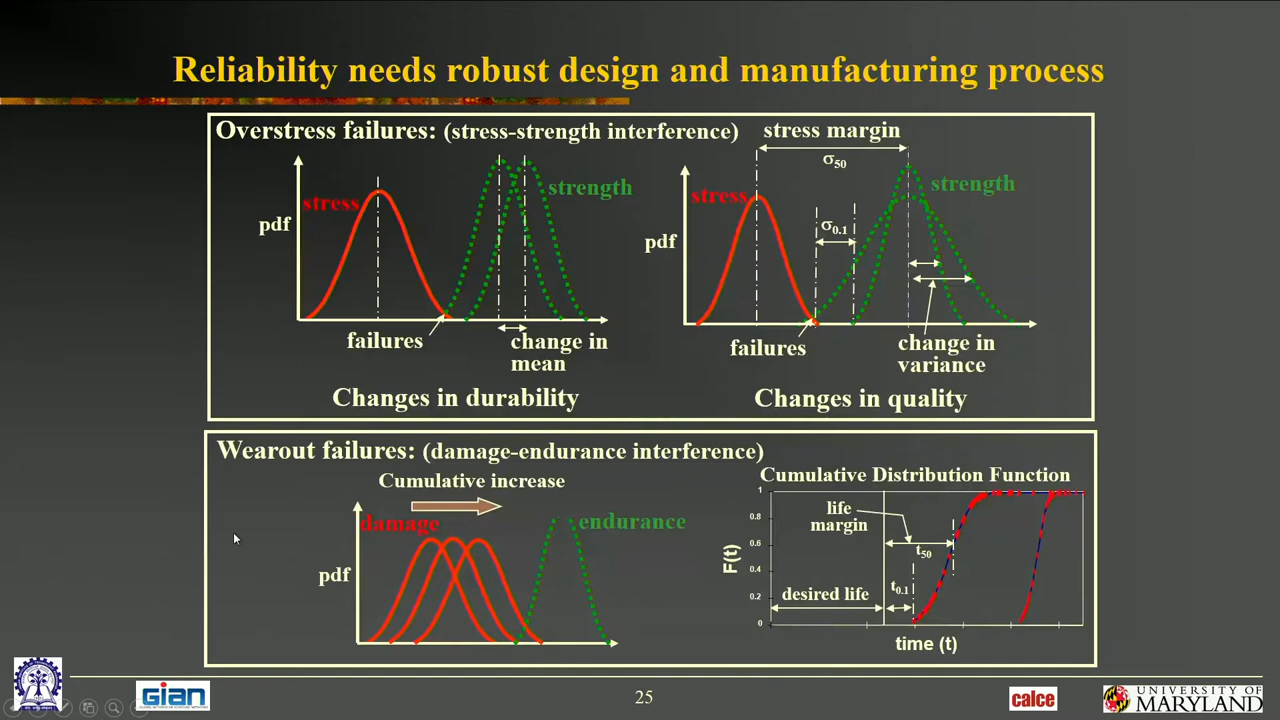 Reliability needs robust design and manufacturing process
Overstress failures: (stress-strength interference)
stress
strength
pdf
failures
change in
mean
Changes in durability
stress margin
σ50
stress
strength
σ0.1
pdf
failures
change in
variance
Changes in quality
Wearout failures: (damage-endurance interference)
Cumulative increase
damage
endurance
pdf
Cumulative Distribution Function
1
0.8
0.6
0.4
0.2
0
F(t)
life
margin
t50
t0.1
desired life
time (t)
GIAN
25
calce
UNIVERSITY OF
MARYLAND